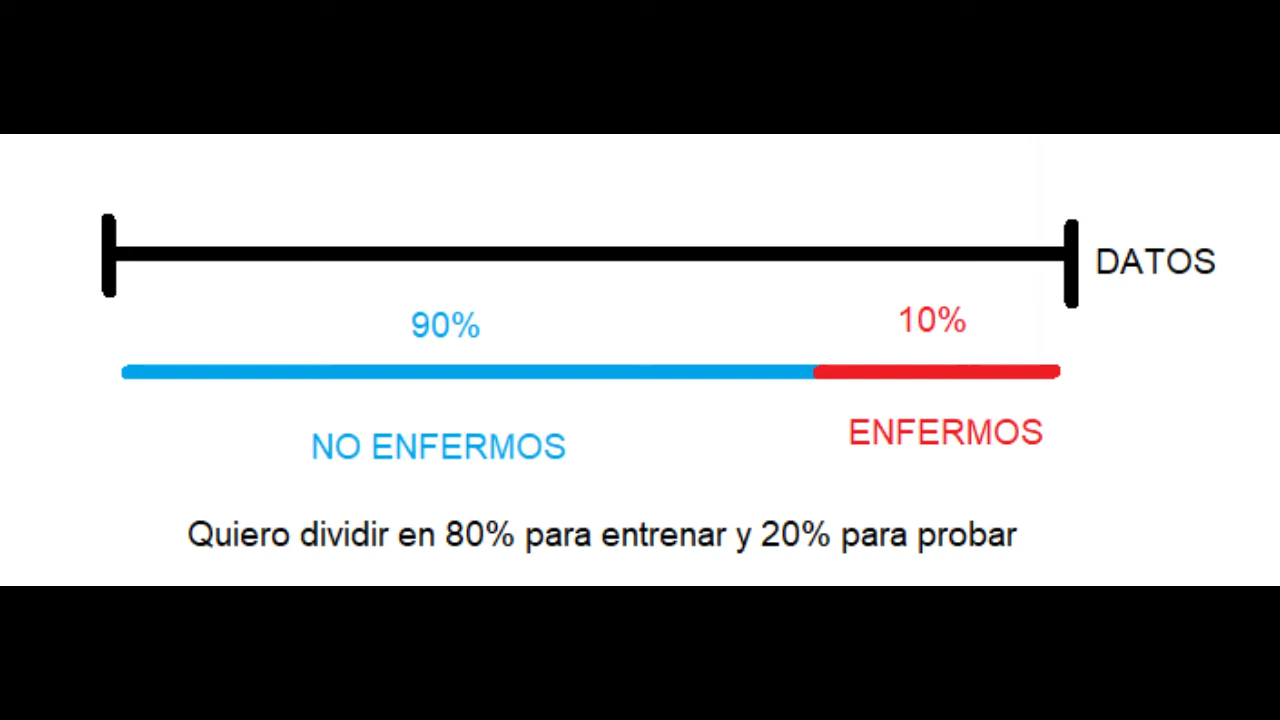 DATOS
90%
10%
NO ENFERMOS
ENFERMOS
Quiero dividir en 80% para entrenar y 20% para probar